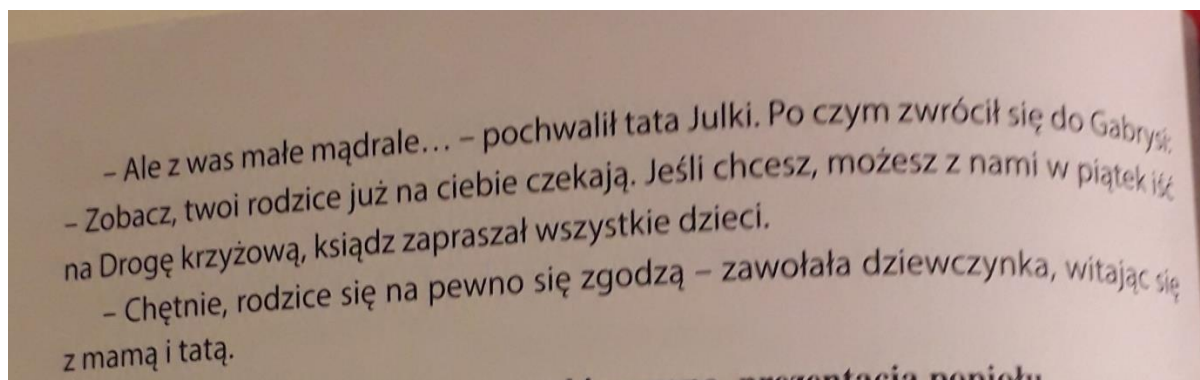 – Ale z was małe mądrale… – pochwalił tata Julki. Po czym zwrócił się do Gabrysi:
– Zobacz, twoi rodzice już na ciebie czekają. Jeśli chcesz, możesz z nami w piątek iść
na Drogę krzyżową, ksiądz zapraszał wszystkie dzieci.
– Chętnie, rodzice się na pewno się zgodzą – zawołała dziewczynka, witając się
z mamą i tatą.
prezentacja popiołu